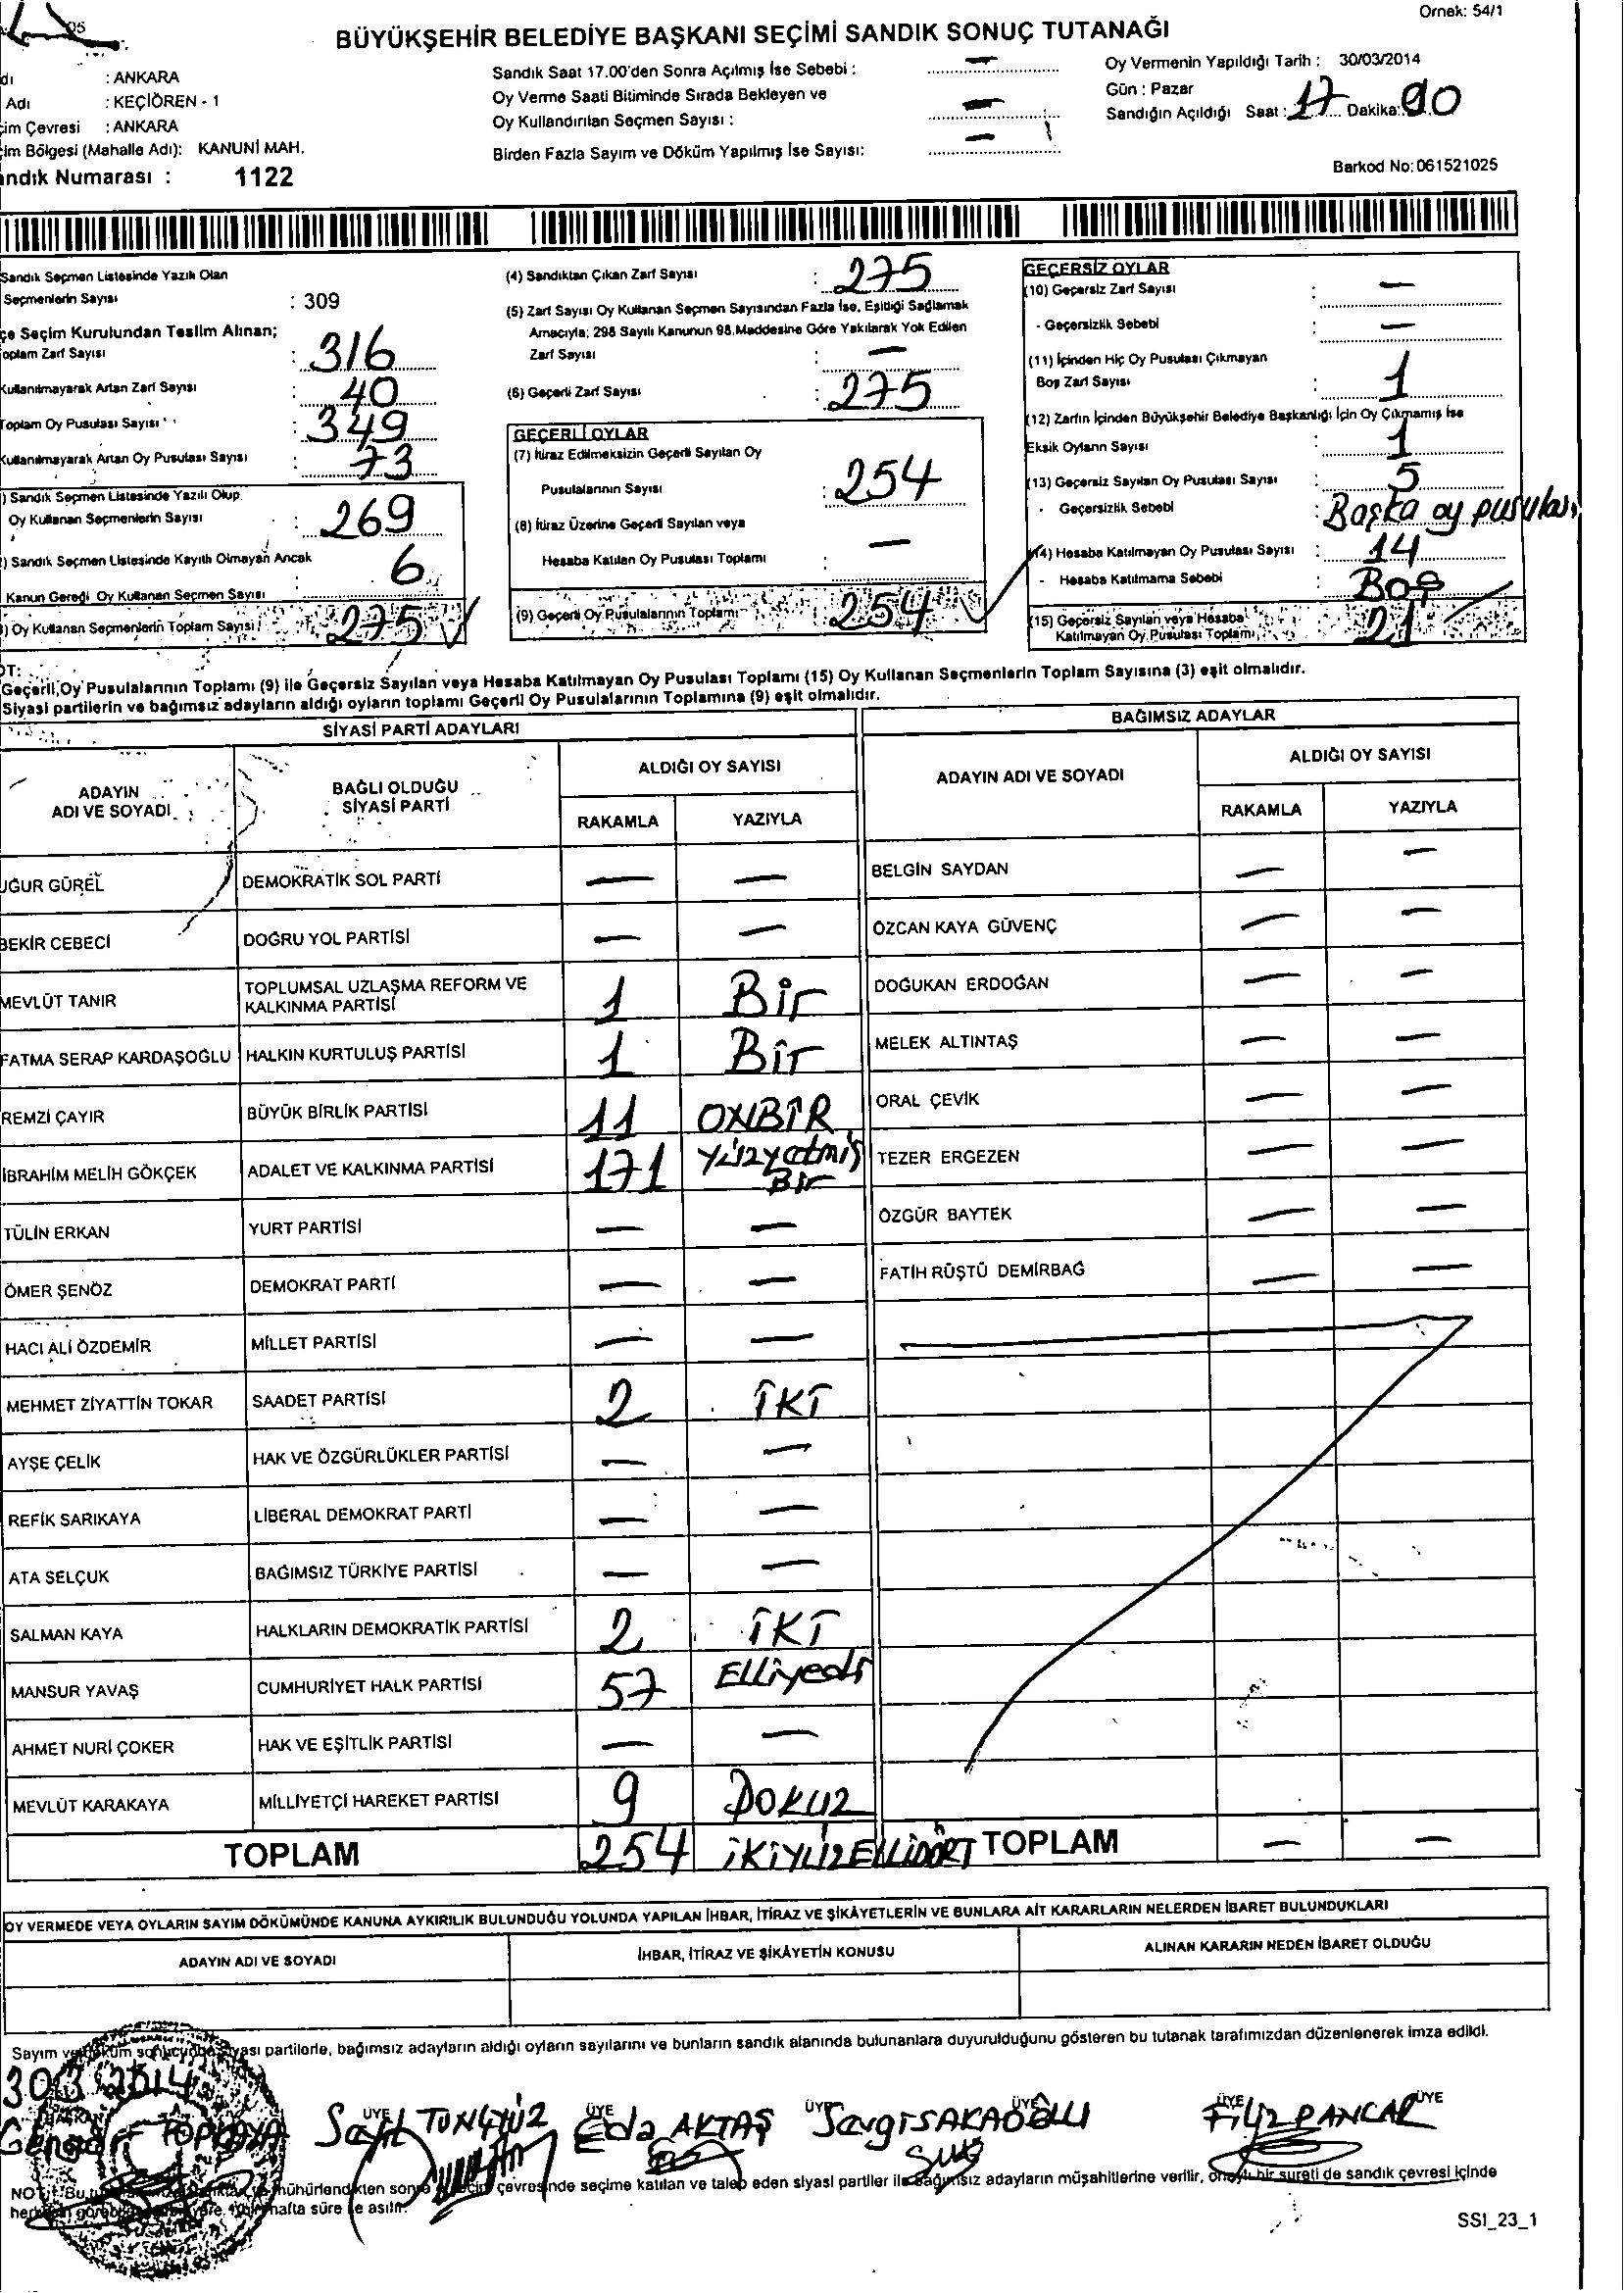 Örnek: 54/1
BÜYÜKŞEHİR BELEDİYE BAŞKANI SEÇİMİ SANDIK SONUÇ TUTANAĞI
dı : ANKARA
Adı : KEÇİÖREN - 1
çim Çevresi : ANKARA
im Bölgesi (Mahalle Adı): KANUNİ MAH.
ndık Numarası : 1122
Sandık Saat 17.00'den Sonra Açılmış İse Sebebi : —
Oy Verme Saati Bitiminde Sırada Bekleyen ve
Oy Kullandırılan Seçmen Sayısı : —
Birden Fazla Sayım ve Döküm Yapılmış İse Sayısı: —
Oy Vermenin Yapıldığı Tarih : 30/03/2014
Gün : Pazar
Sandığın Açıldığı Saat : 17 Dakika:
Barkod No: 061521025
Sandık Seçmen Listesinde Yazılı Olan
Seçmenlerin Sayısı : 309
çe Seçim Kurulundan Teslim Alınan;
oplam Zarf Sayısı : 316
Kullanılmayarak Artan Zarf Sayısı : 40
Toplam Oy Pusulası Sayısı : 349
Kullanılmayarak Artan Oy Pusulası Sayısı : 73
) Sandık Seçmen Listesinde Yazılı Olup
Oy Kullanan Seçmenlerin Sayısı : 269
) Sandık Seçmen Listesinde Kayıtlı Olmayan Ancak
Kanun Gereği Oy Kullanan Seçmen Sayısı 6
) Oy Kullanan Seçmenlerin Toplam Sayısı : 275
(4) Sandıktan Çıkan Zarf Sayısı : 275
(5) Zarf Sayısı Oy Kullanan Seçmen Sayısından Fazla İse, Eşitliği Sağlamak
Amacıyla; 298 Sayılı Kanunun 98.Maddesine Göre Yakılarak Yok Edilen
Zarf Sayısı : —
(6) Geçerli Zarf Sayısı : 275
GEÇERLİ OYLAR
(7) İtiraz Edilmeksizin Geçerli Sayılan Oy
Pusulalarının Sayısı : 254
(8) İtiraz Üzerine Geçerli Sayılan veya
Hesaba Katılan Oy Pusulası Toplamı : —
(9) Geçerli Oy Pusulalarının Toplamı : 254
GEÇERSİZ OYLAR
(10) Geçersiz Zarf Sayısı : —
- Geçersizlik Sebebi : —
(11) İçinden Hiç Oy Pusulası Çıkmayan
Boş Zarf Sayısı : 1
(12) Zarfın İçinden Büyükşehir Belediye Başkanlığı İçin Oy Çıkmamış İse
Eksik Oyların Sayısı : 1
(13) Geçersiz Sayılan Oy Pusulası Sayısı : 5
- Geçersizlik Sebebi : Başka oy pusulası
(14) Hesaba Katılmayan Oy Pusulası Sayısı : 14
- Hesaba Katılmama Sebebi : BOŞ
(15) Geçersiz Sayılan veya Hesaba
Katılmayan Oy Pusulası Toplamı : 21
OT:
Geçerli Oy Pusulalarının Toplamı (9) ile Geçersiz Sayılan veya Hesaba Katılmayan Oy Pusulası Toplamı (15) Oy Kullanan Seçmenlerin Toplam Sayısına (3) eşit olmalıdır.
Siyasi partilerin ve bağımsız adayların aldığı oyların toplamı Geçerli Oy Pusulalarının Toplamına (9) eşit olmalıdır.
SİYASİ PARTİ ADAYLARI
ADAYIN ADI VE SOYADI
BAĞLI OLDUĞU SİYASİ PARTİ
ALDIĞI OY SAYISI
RAKAMLA YAZIYLA
UĞUR GÜREL DEMOKRATİK SOL PARTİ — —
BEKİR CEBECİ DOĞRU YOL PARTİSİ — —
MEVLÜT TANIR TOPLUMSAL UZLAŞMA REFORM VE KALKINMA PARTİSİ 1 Bir
FATMA SERAP KARDAŞOĞLU HALKIN KURTULUŞ PARTİSİ 1 Bir
REMZİ ÇAYIR BÜYÜK BİRLİK PARTİSİ 11 ONBİR
İBRAHİM MELİH GÖKÇEK ADALET VE KALKINMA PARTİSİ 171 Yüzyetmiş Bir
TÜLİN ERKAN YURT PARTİSİ — —
ÖMER ŞENÖZ DEMOKRAT PARTİ — —
HACI ALİ ÖZDEMİR MİLLET PARTİSİ — —
MEHMET ZİYATTİN TOKAR SAADET PARTİSİ 2 İKİ
AYŞE ÇELİK HAK VE ÖZGÜRLÜKLER PARTİSİ — —
REFİK SARIKAYA LİBERAL DEMOKRAT PARTİ — —
ATA SELÇUK BAĞIMSIZ TÜRKİYE PARTİSİ — —
SALMAN KAYA HALKLARIN DEMOKRATİK PARTİSİ 2 İKİ
MANSUR YAVAŞ CUMHURİYET HALK PARTİSİ 57 Elliyedi
AHMET NURİ ÇOKER HAK VE EŞİTLİK PARTİSİ — —
MEVLÜT KARAKAYA MİLLİYETÇİ HAREKET PARTİSİ 9 DOKUZ
TOPLAM 254 İKİYÜZELLİDÖRT
BAĞIMSIZ ADAYLAR
ADAYIN ADI VE SOYADI
ALDIĞI OY SAYISI
RAKAMLA YAZIYLA
BELGİN SAYDAN — —
ÖZCAN KAYA GÜVENÇ — —
DOĞUKAN ERDOĞAN — —
MELEK ALTINTAŞ — —
ORAL ÇEVİK — —
TEZER ERGEZEN — —
ÖZGÜR BAYTEK — —
FATİH RÜŞTÜ DEMİRBAĞ — —
TOPLAM — —
OY VERMEDE VEYA OYLARIN SAYIM DÖKÜMÜNDE KANUNA AYKIRILIK BULUNDUĞU YOLUNDA YAPILAN İHBAR, İTİRAZ VE ŞİKÂYETLERİN VE BUNLARA AİT KARARLARIN NELERDEN İBARET BULUNDUKLARI
ADAYIN ADI VE SOYADI İHBAR, İTİRAZ VE ŞİKÂYETİN KONUSU ALINAN KARARIN NEDEN İBARET OLDUĞU
Sayım ve döküm sonucunda siyasi partilerle, bağımsız adayların aldığı oyların sayılarını ve bunların sandık alanında bulunanlara duyurulduğunu gösteren bu tutanak tarafımızdan düzenlenerek imza edildi.
30.3.2014
BAŞKAN ÜYE ÜYE ÜYE ÜYE ÜYE
TOPKAYA Eda AKTAŞ Sevgi SAKAOĞLU Filiz PANCAR
NOT: Bu mühürlendikten sonra seçim çevresinde seçime katılan ve talep eden siyasi partiler ile bağımsız adayların müşahitlerine verilir, onaylı bir sureti de sandık çevresi içinde
hafta süre ile asılır.
SSI_23_1